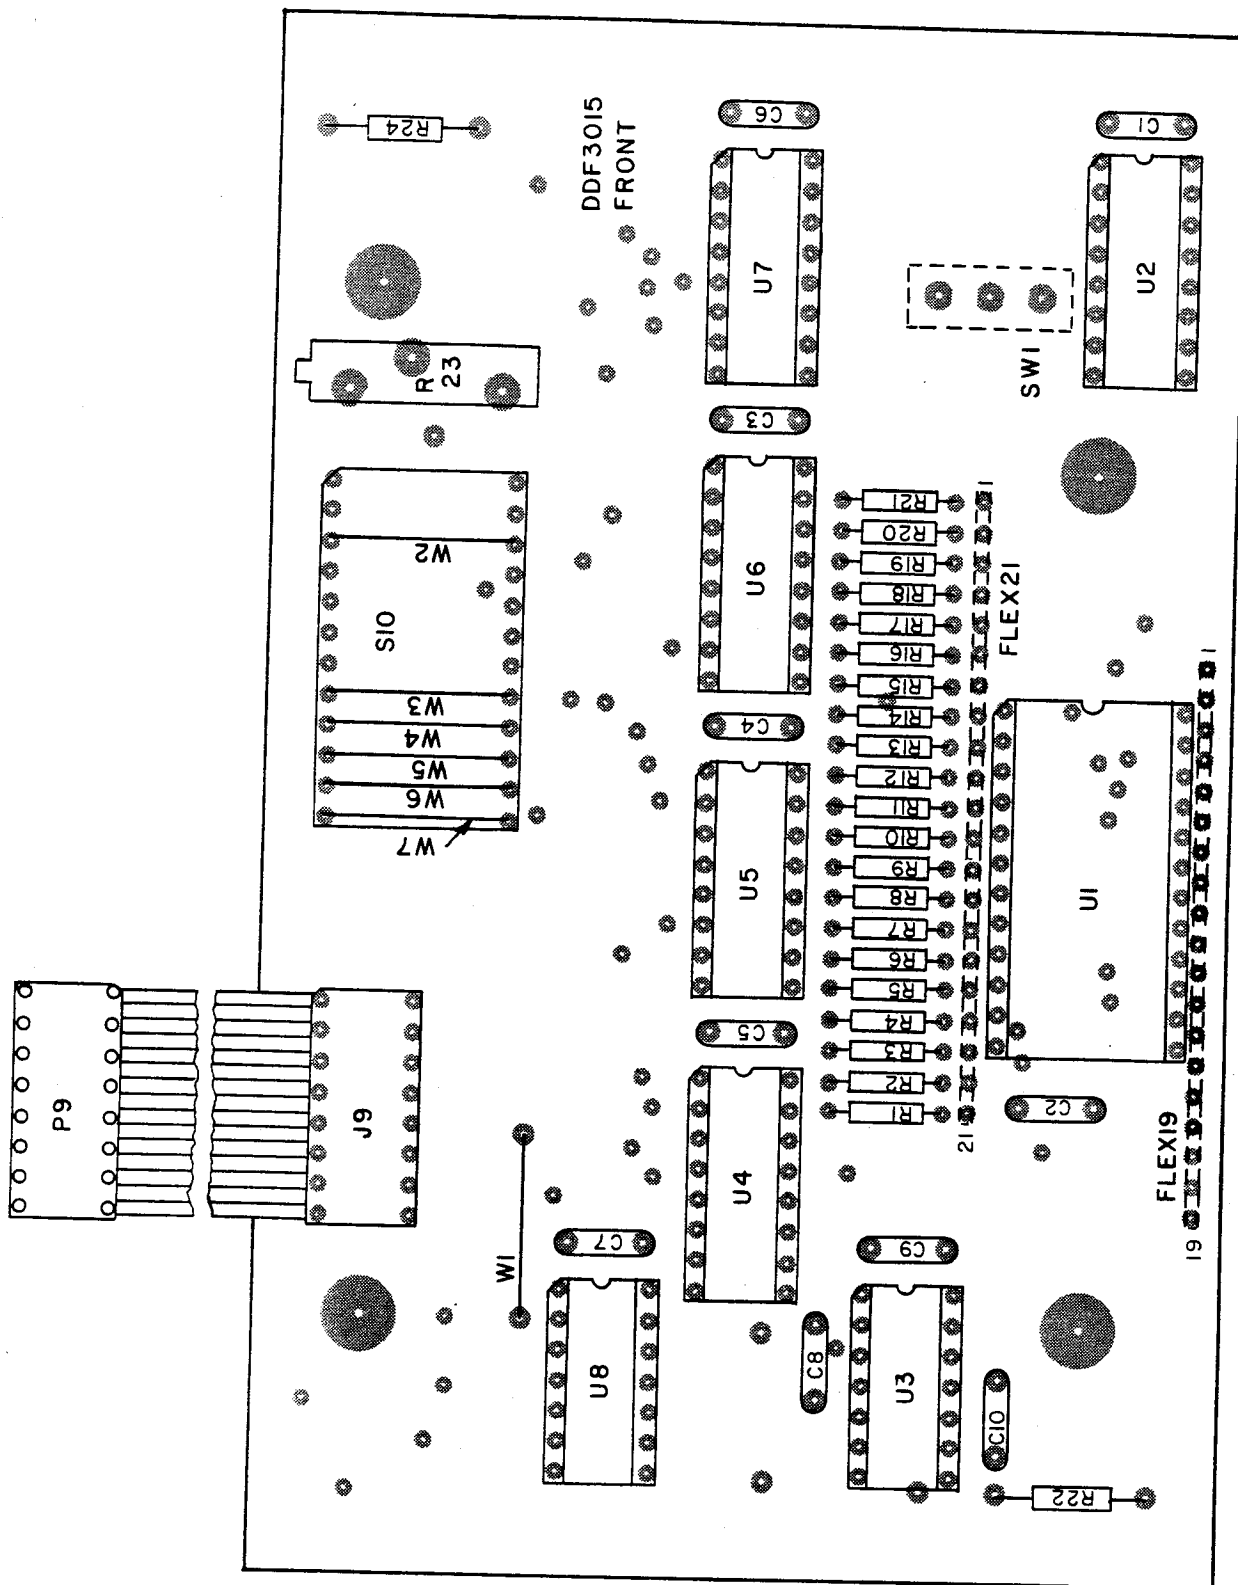 R24
DDF3015
FRONT
C6
C1
U7
U2
SW1
R
23
C3
W2
S10
W3
W4
W5
W6
W7
U6
R21
R20
R19
R18
R17
R16
R15
R14
R13
R12
R11
R10
R9
R8
R7
R6
R5
R4
R3
R2
R1
1
FLEX21
21
C4
U5
U1
1
FLEX19
19
P9
J9
C5
C2
U4
W1
C7
C9
U8
C8
U3
C10
R22